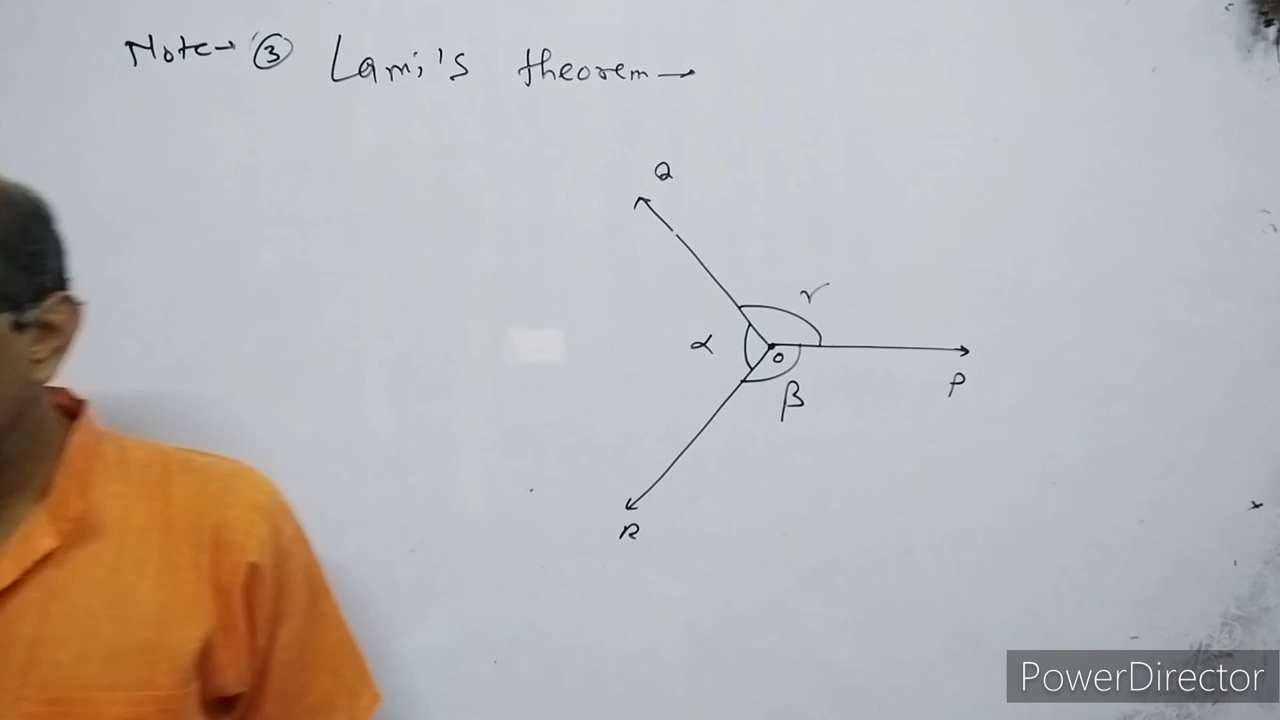 Note→ ③ Lami's theorem→
Q
γ
α
O
P
β
R
PowerDirector